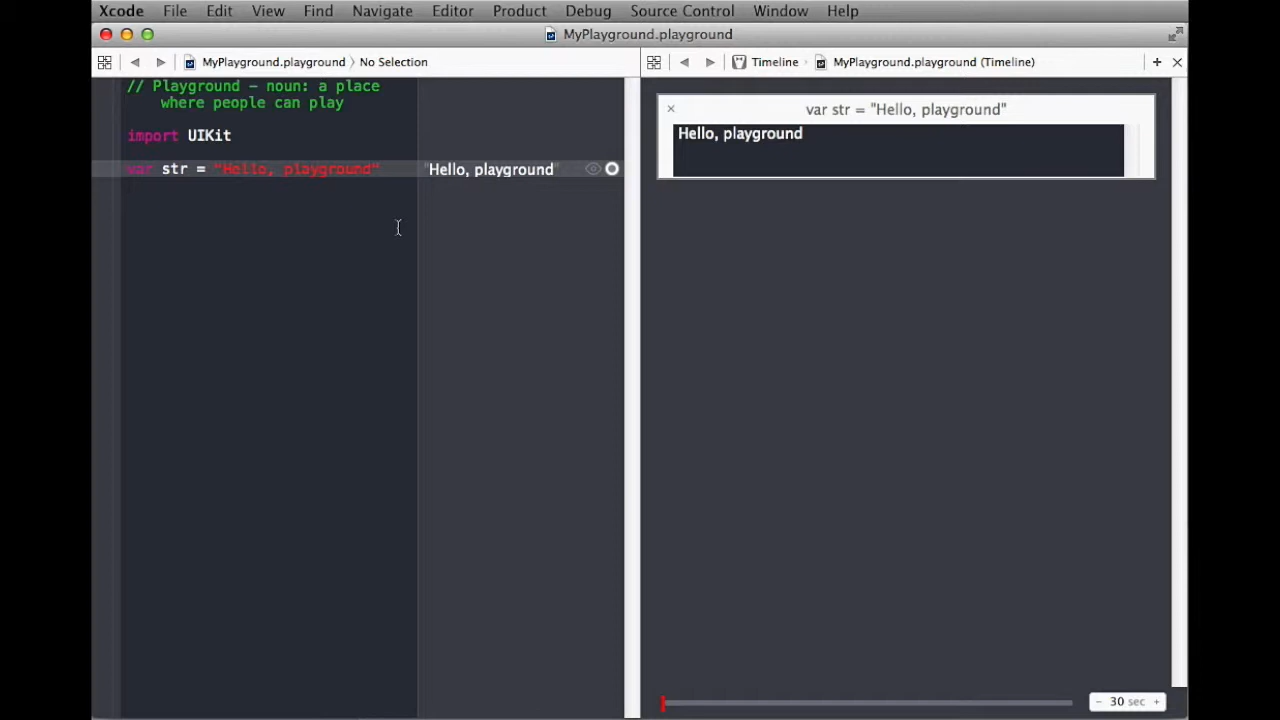 Xcode File Edit View Find Navigate Editor Product Debug Source Control Window Help
MyPlayground.playground
MyPlayground.playground 〉 No Selection
Timeline › MyPlayground.playground (Timeline) +
// Playground – noun: a place
where people can play
import UIKit
var str = "Hello, playground"
"Hello, playground
var str = "Hello, playground"
Hello, playground
− 30 sec +